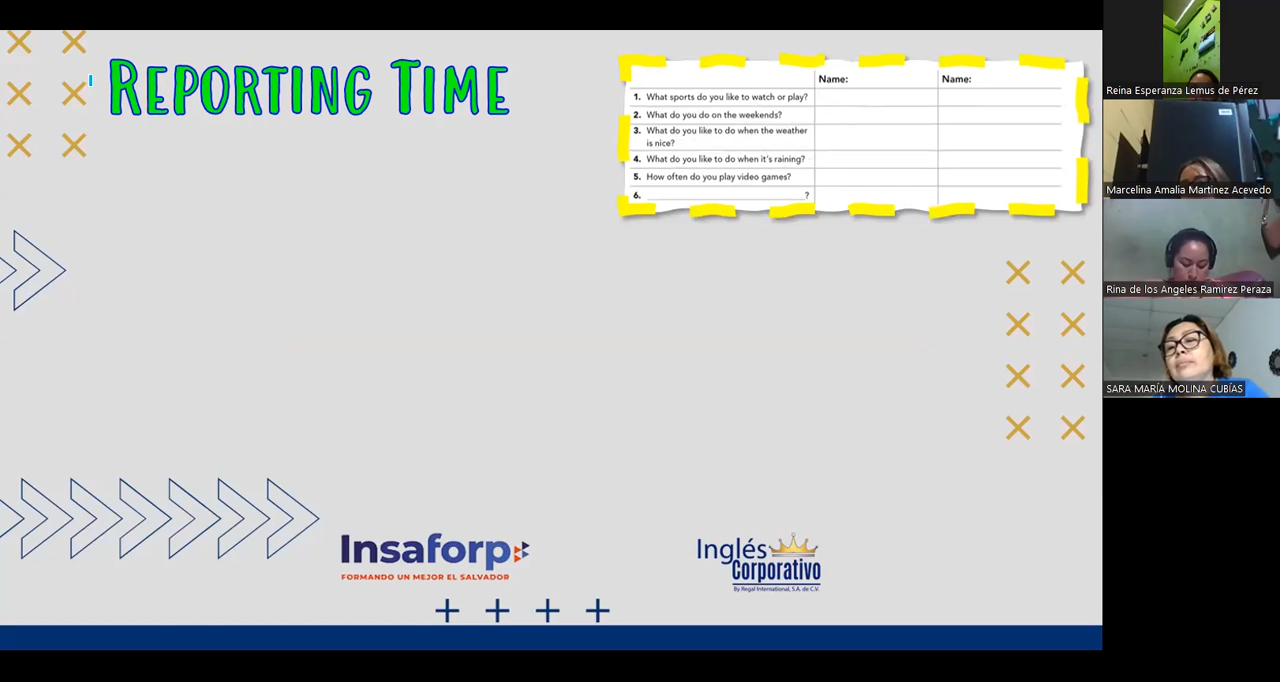 REPORTING TIME
Name:
Name:
1. What sports do you like to watch or play?
2. What do you do on the weekends?
3. What do you like to do when the weather
is nice?
4. What do you like to do when it's raining?
5. How often do you play video games?
6. ______________________________?
Insaforp
FORMANDO UN MEJOR EL SALVADOR
Inglés
Corporativo
By Regal International, S.A. de C.V.
Reina Esperanza Lemus de Pérez
Marcelina Amalia Martinez Acevedo
Rina de los Angeles Ramirez Peraza
SARA MARÍA MOLINA CUBÍAS